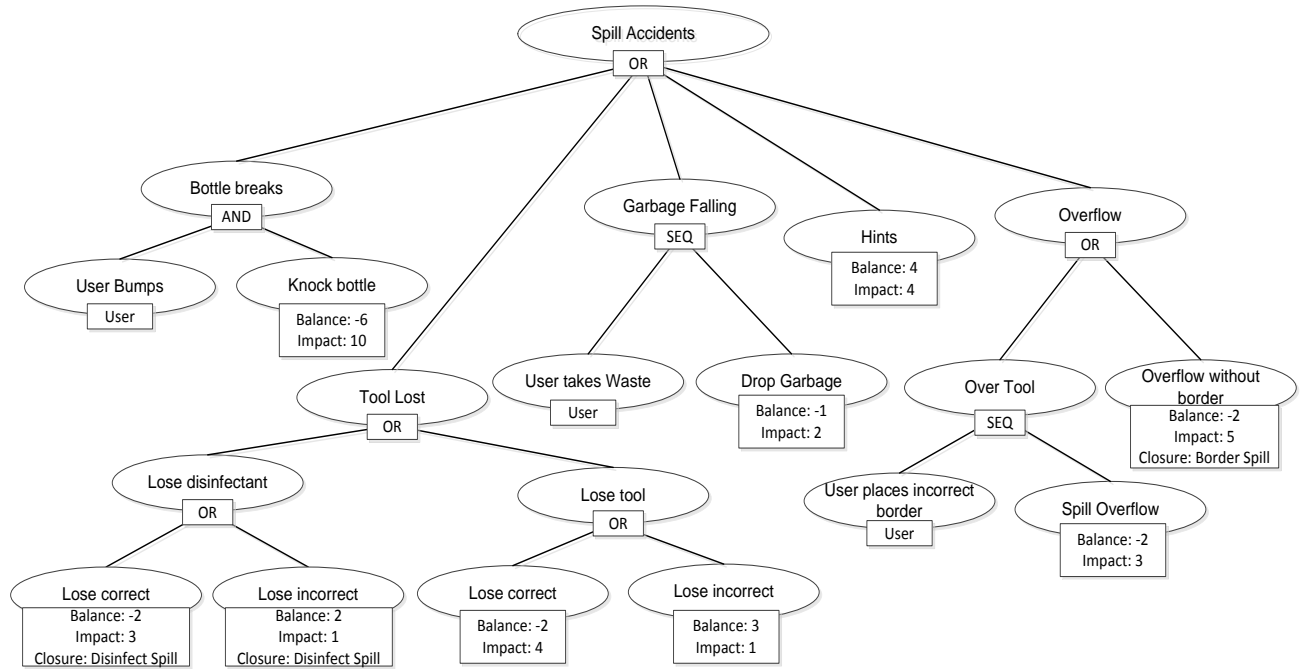 Spill Accidents
OR
Bottle breaks
AND
User Bumps
User
Knock bottle
Balance: -6
Impact: 10
Tool Lost
OR
Lose disinfectant
OR
Lose correct
Balance: -2
Impact: 3
Closure: Disinfect Spill
Lose incorrect
Balance: 2
Impact: 1
Closure: Disinfect Spill
Lose tool
OR
Lose correct
Balance: -2
Impact: 4
Lose incorrect
Balance: 3
Impact: 1
Garbage Falling
SEQ
User takes Waste
User
Drop Garbage
Balance: -1
Impact: 2
Hints
Balance: 4
Impact: 4
Overflow
OR
Over Tool
SEQ
User places incorrect
border
User
Spill Overflow
Balance: -2
Impact: 3
Overflow without
border
Balance: -2
Impact: 5
Closure: Border Spill